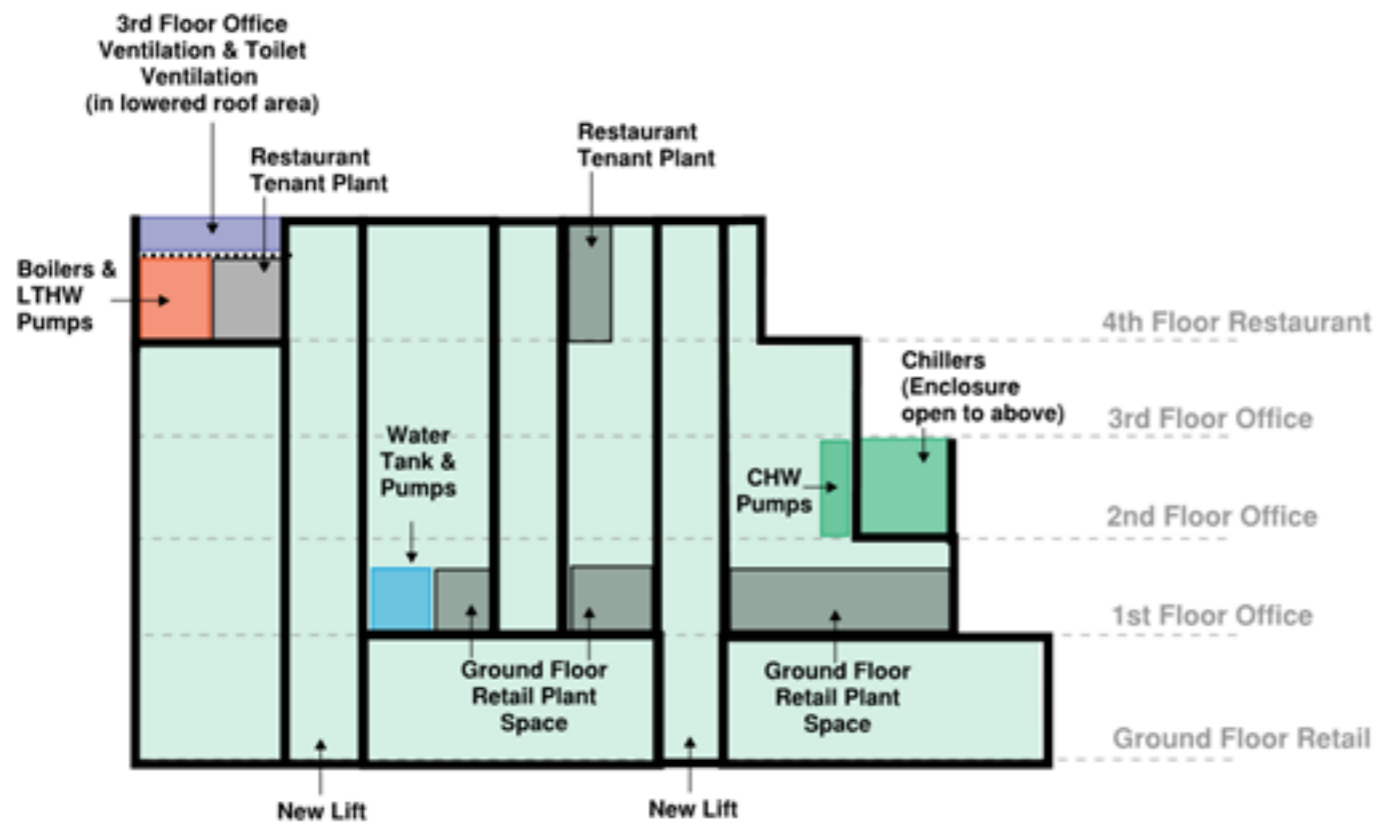 3rd Floor Office
Ventilation & Toilet
Ventilation
(in lowered roof area)
Restaurant
Tenant Plant
Restaurant
Tenant Plant
Boilers &
LTHW
Pumps
4th Floor Restaurant
Chillers
(Enclosure
open to above)
3rd Floor Office
Water
Tank &
Pumps
CHW
Pumps
2nd Floor Office
1st Floor Office
Ground Floor
Retail Plant
Space
Ground Floor
Retail Plant
Space
Ground Floor Retail
New Lift
New Lift